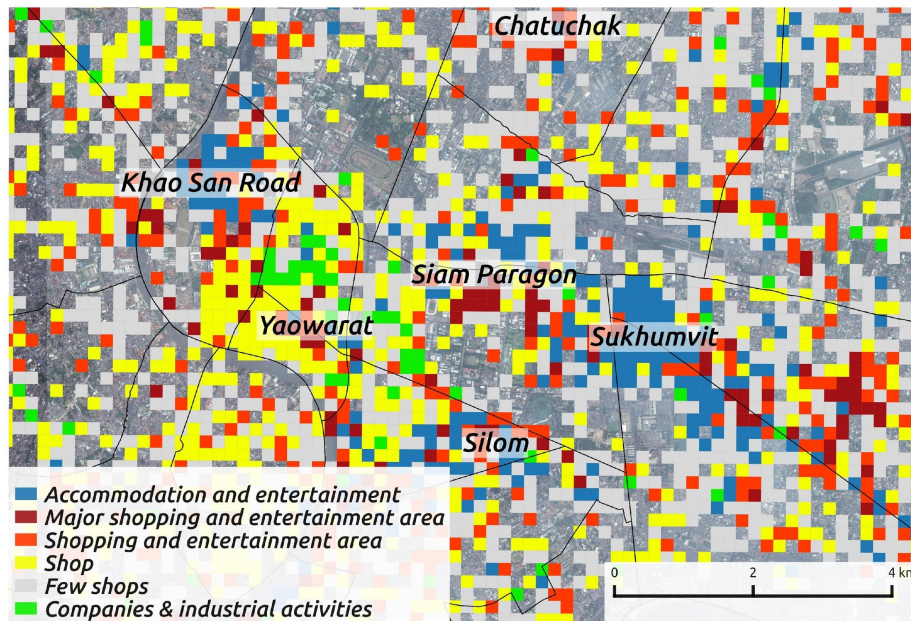 Chatuchak
Khao San Road
Siam Paragon
Yaowarat
Sukhumvit
Silom
Accommodation and entertainment
Major shopping and entertainment area
Shopping and entertainment area
Shop
Few shops
Companies & industrial activities
0 2 4 km